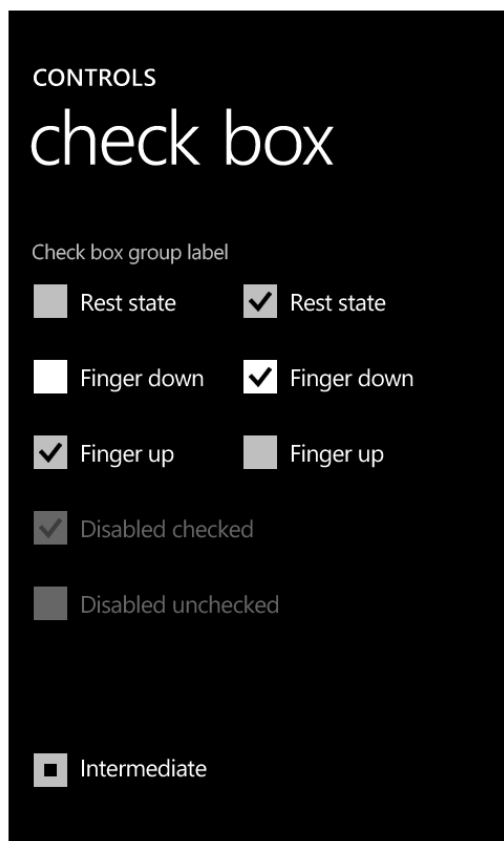 CONTROLS
check box
Check box group label
Rest state Rest state
Finger down Finger down
Finger up Finger up
Disabled checked
Disabled unchecked
Intermediate